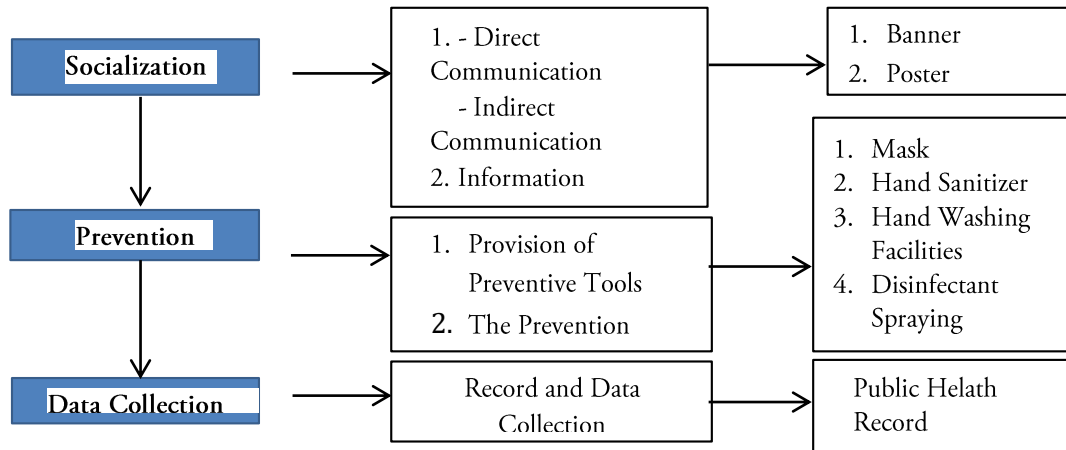 Socialization
1. - Direct
Communication
- Indirect
Communication
2. Information
1. Banner
2. Poster
Prevention
1. Provision of
Preventive Tools
2. The Prevention
1. Mask
2. Hand Sanitizer
3. Hand Washing
Facilities
4. Disinfectant
Spraying
Data Collection
Record and Data
Collection
Public Helath
Record